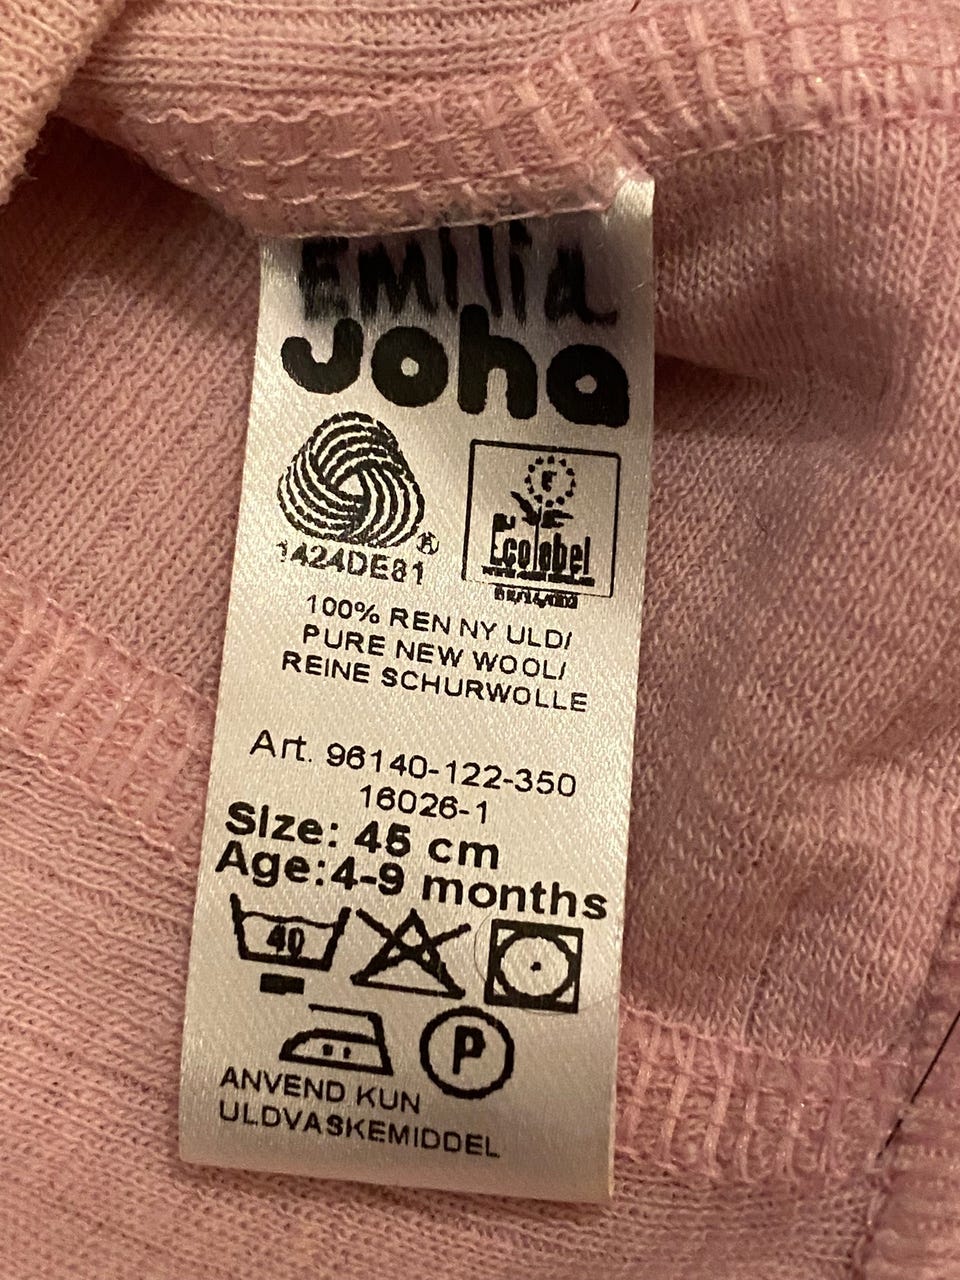 EMilia
Joha
®
1424DE81
E
Ecolabel
100% REN NY ULD/
PURE NEW WOOL/
REINE SCHURWOLLE
Art. 96140-122-350
16026-1
Size: 45 cm
Age:4-9 months
40
P
ANVEND KUN
ULDVASKEMIDDEL